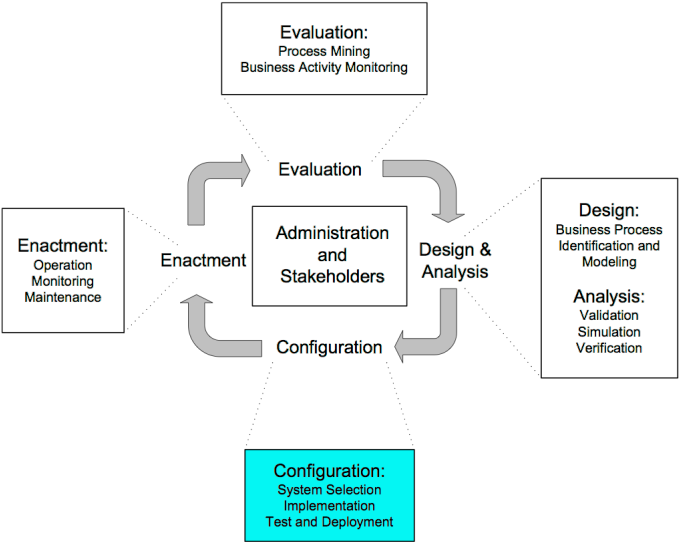 Evaluation:
Process Mining
Business Activity Monitoring
Evaluation
Design:
Business Process
Identification and
Modeling
Analysis:
Validation
Simulation
Verification
Enactment:
Operation
Monitoring
Maintenance
Enactment
Administration
and
Stakeholders
Design &
Analysis
Configuration
Configuration:
System Selection
Implementation
Test and Deployment